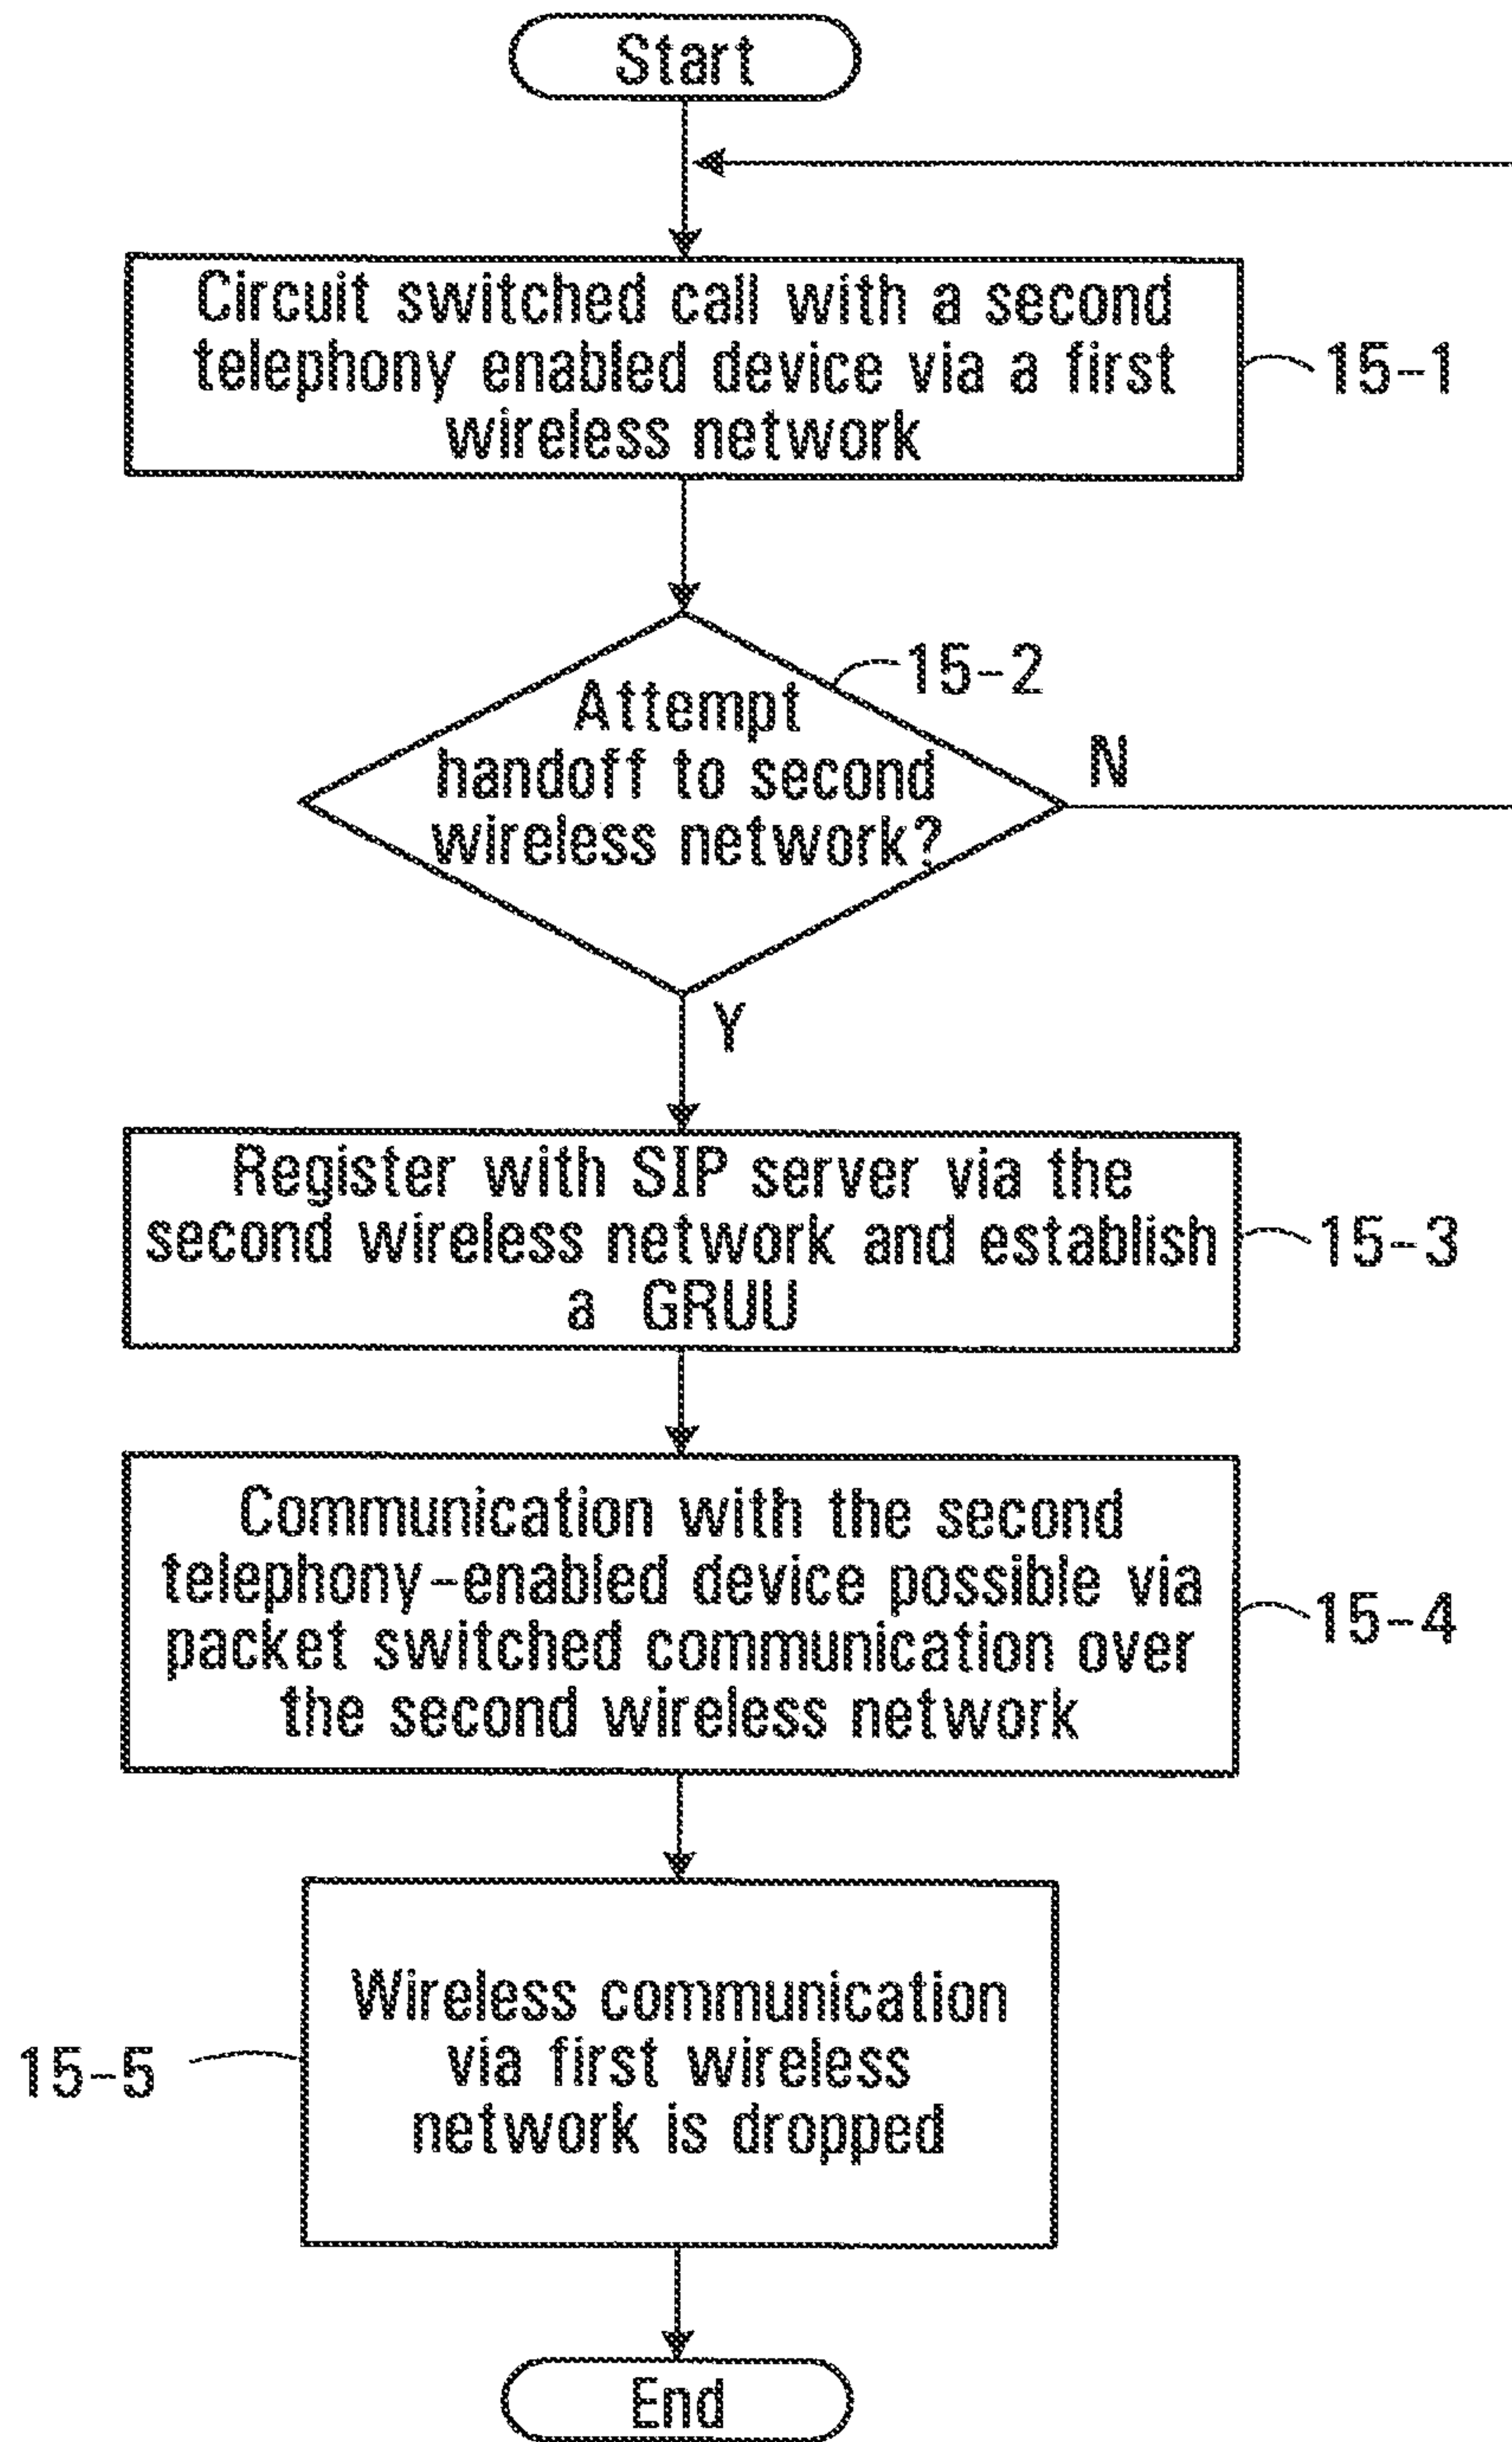 Start
Circuit switched call with a second
telephony enabled device via a first
wireless network
15-1
15-2
Attempt
handoff to second
wireless network?
N
Y
Register with SIP server via the
second wireless network and establish
a GRUU
15-3
Communication with the second
telephony-enabled device possible via
packet switched communication over
the second wireless network
15-4
Wireless communication
via first wireless
network is dropped
15-5
End